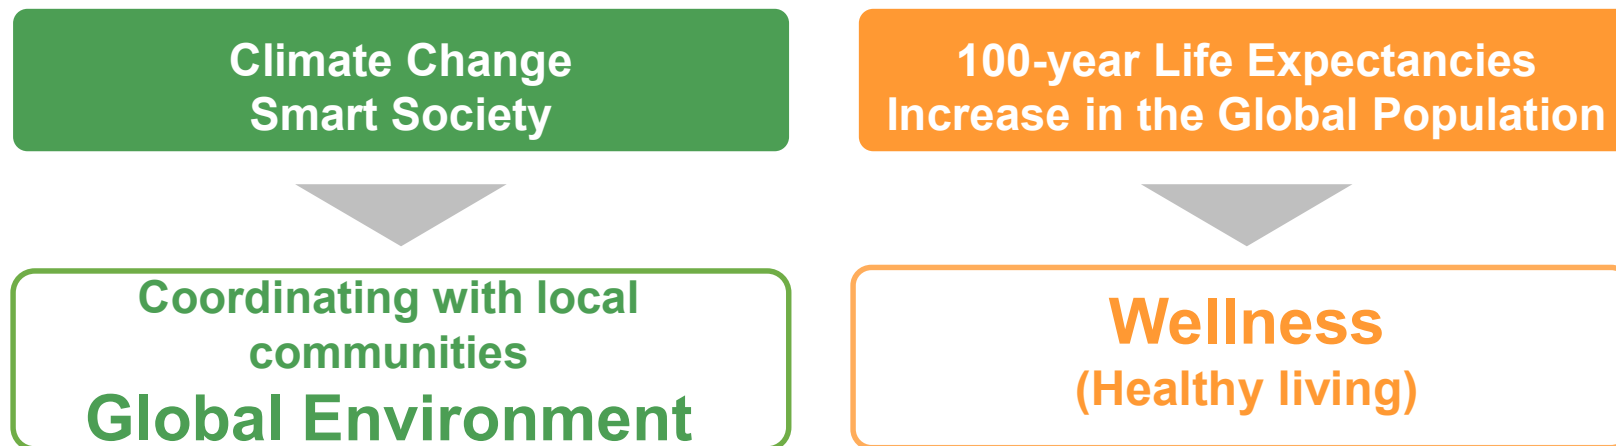 Climate Change
Smart Society
100-year Life Expectancies
Increase in the Global Population
Coordinating with local
communities
Global Environment
Wellness
(Healthy living)